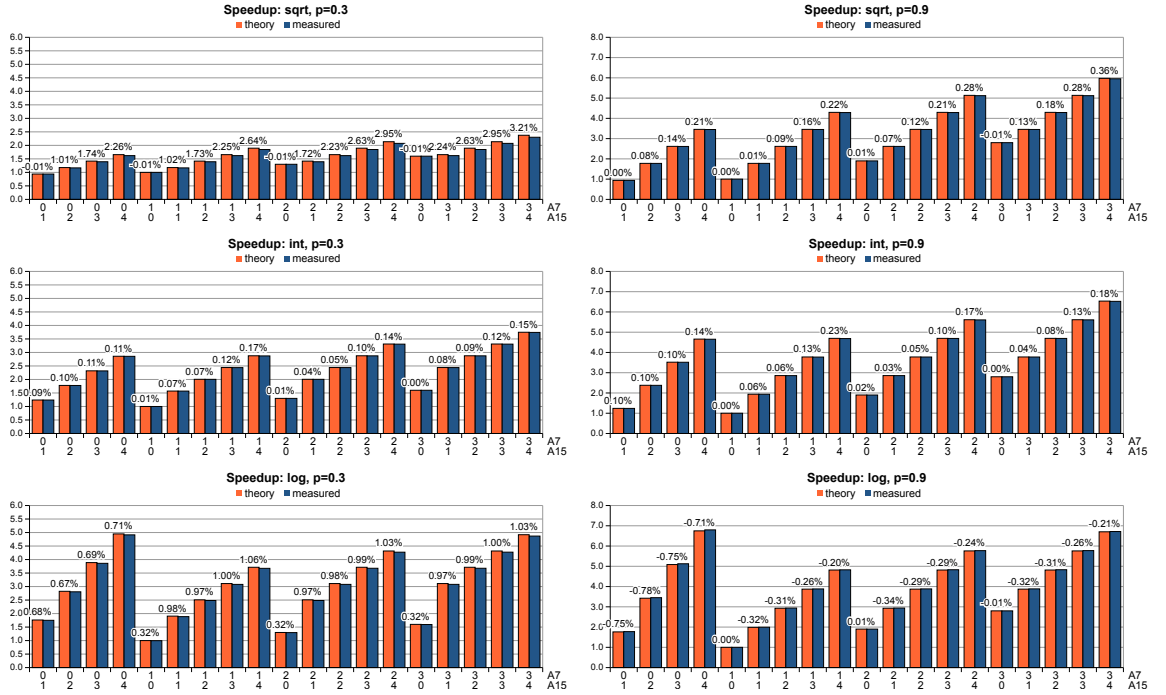 Speedup: sqrt, p=0.3
theory measured
6.0
5.5
5.0
4.5
4.0
3.5
3.0
2.5
2.0
1.5
1.0
0.5
0.0
-0.01% 1.01% 1.74% 2.26% -0.01% 1.02% 1.73% 2.25% 2.64% -0.01% 1.72% 2.23% 2.63% 2.95% -0.01% 2.24% 2.63% 2.95% 3.21%
0 0 0 0 1 1 1 1 1 2 2 2 2 2 3 3 3 3 3 A7
1 2 3 4 0 1 2 3 4 0 1 2 3 4 0 1 2 3 4 A15
Speedup: sqrt, p=0.9
theory measured
8.0
7.0
6.0
5.0
4.0
3.0
2.0
1.0
0.0
0.00% 0.08% 0.14% 0.21% 0.00% 0.01% 0.09% 0.16% 0.22% 0.01% 0.07% 0.12% 0.21% 0.28% -0.01% 0.13% 0.18% 0.28% 0.36%
0 0 0 0 1 1 1 1 1 2 2 2 2 2 3 3 3 3 3 A7
1 2 3 4 0 1 2 3 4 0 1 2 3 4 0 1 2 3 4 A15
Speedup: int, p=0.3
theory measured
6.0
5.5
5.0
4.5
4.0
3.5
3.0
2.5
2.0
1.5
1.0
0.5
0.0
0.09% 0.10% 0.11% 0.11% 0.01% 0.07% 0.07% 0.12% 0.17% 0.01% 0.04% 0.05% 0.10% 0.14% 0.00% 0.08% 0.09% 0.12% 0.15%
0 0 0 0 1 1 1 1 1 2 2 2 2 2 3 3 3 3 3 A7
1 2 3 4 0 1 2 3 4 0 1 2 3 4 0 1 2 3 4 A15
Speedup: int, p=0.9
theory measured
8.0
7.0
6.0
5.0
4.0
3.0
2.0
1.0
0.0
0.10% 0.10% 0.10% 0.14% 0.00% 0.06% 0.06% 0.13% 0.23% 0.02% 0.03% 0.05% 0.10% 0.17% 0.00% 0.04% 0.08% 0.13% 0.18%
0 0 0 0 1 1 1 1 1 2 2 2 2 2 3 3 3 3 3 A7
1 2 3 4 0 1 2 3 4 0 1 2 3 4 0 1 2 3 4 A15
Speedup: log, p=0.3
theory measured
6.0
5.5
5.0
4.5
4.0
3.5
3.0
2.5
2.0
1.5
1.0
0.5
0.0
0.68% 0.67% 0.69% 0.71% 0.32% 0.98% 0.97% 1.00% 1.06% 0.32% 0.97% 0.98% 0.99% 1.03% 0.32% 0.97% 0.99% 1.00% 1.03%
0 0 0 0 1 1 1 1 1 2 2 2 2 2 3 3 3 3 3 A7
1 2 3 4 0 1 2 3 4 0 1 2 3 4 0 1 2 3 4 A15
Speedup: log, p=0.9
theory measured
8.0
7.0
6.0
5.0
4.0
3.0
2.0
1.0
0.0
-0.75% -0.78% -0.75% -0.71% 0.00% -0.32% -0.31% -0.26% -0.20% 0.01% -0.34% -0.29% -0.29% -0.24% -0.01% -0.32% -0.31% -0.26% -0.21%
0 0 0 0 1 1 1 1 1 2 2 2 2 2 3 3 3 3 3 A7
1 2 3 4 0 1 2 3 4 0 1 2 3 4 0 1 2 3 4 A15